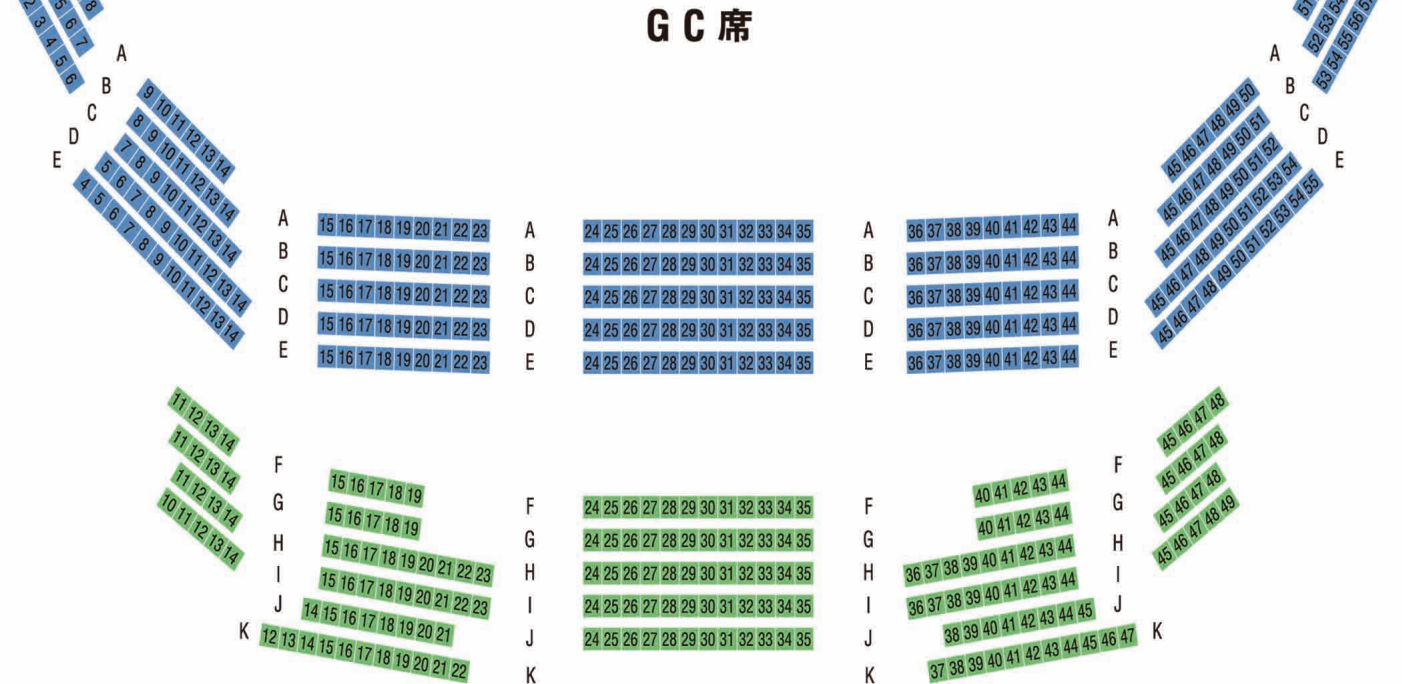 GC席
2 3 4 5 6
5 6 7
8
51
52 53 54
53 54 55 56
A
B
C
D
E
9 10 11 12 13 14
8 9 10 11 12 13 14
7 8 9 10 11 12 13 14
5 6 7 8 9 10 11 12 13 14
4 5 6 7 8 9 10 11 12 13 14
A
B
C
D
E
45 46 47 48 49 50
45 46 47 48 49 50 51
45 46 47 48 49 50 51 52
45 46 47 48 49 50 51 52 53 54
45 46 47 48 49 50 51 52 53 54 55
A 15 16 17 18 19 20 21 22 23 A 24 25 26 27 28 29 30 31 32 33 34 35 A 36 37 38 39 40 41 42 43 44 A
B 15 16 17 18 19 20 21 22 23 B 24 25 26 27 28 29 30 31 32 33 34 35 B 36 37 38 39 40 41 42 43 44 B
C 15 16 17 18 19 20 21 22 23 C 24 25 26 27 28 29 30 31 32 33 34 35 C 36 37 38 39 40 41 42 43 44 C
D 15 16 17 18 19 20 21 22 23 D 24 25 26 27 28 29 30 31 32 33 34 35 D 36 37 38 39 40 41 42 43 44 D
E 15 16 17 18 19 20 21 22 23 E 24 25 26 27 28 29 30 31 32 33 34 35 E 36 37 38 39 40 41 42 43 44 E
11 12 13 14 F 15 16 17 18 19 F 24 25 26 27 28 29 30 31 32 33 34 35 F 40 41 42 43 44 F 45 46 47 48
11 12 13 14 G 15 16 17 18 19 G 24 25 26 27 28 29 30 31 32 33 34 35 G 40 41 42 43 44 G 45 46 47 48
11 12 13 14 H 15 16 17 18 19 20 21 22 23 H 24 25 26 27 28 29 30 31 32 33 34 35 H 36 37 38 39 40 41 42 43 44 H 45 46 47 48
10 11 12 13 14 I 15 16 17 18 19 20 21 22 23 I 24 25 26 27 28 29 30 31 32 33 34 35 I 36 37 38 39 40 41 42 43 44 I 45 46 47 48 49
J 14 15 16 17 18 19 20 21 J 24 25 26 27 28 29 30 31 32 33 34 35 J 38 39 40 41 42 43 44 45 J
K 12 13 14 15 16 17 18 19 20 21 22 K K 37 38 39 40 41 42 43 44 45 46 47 K